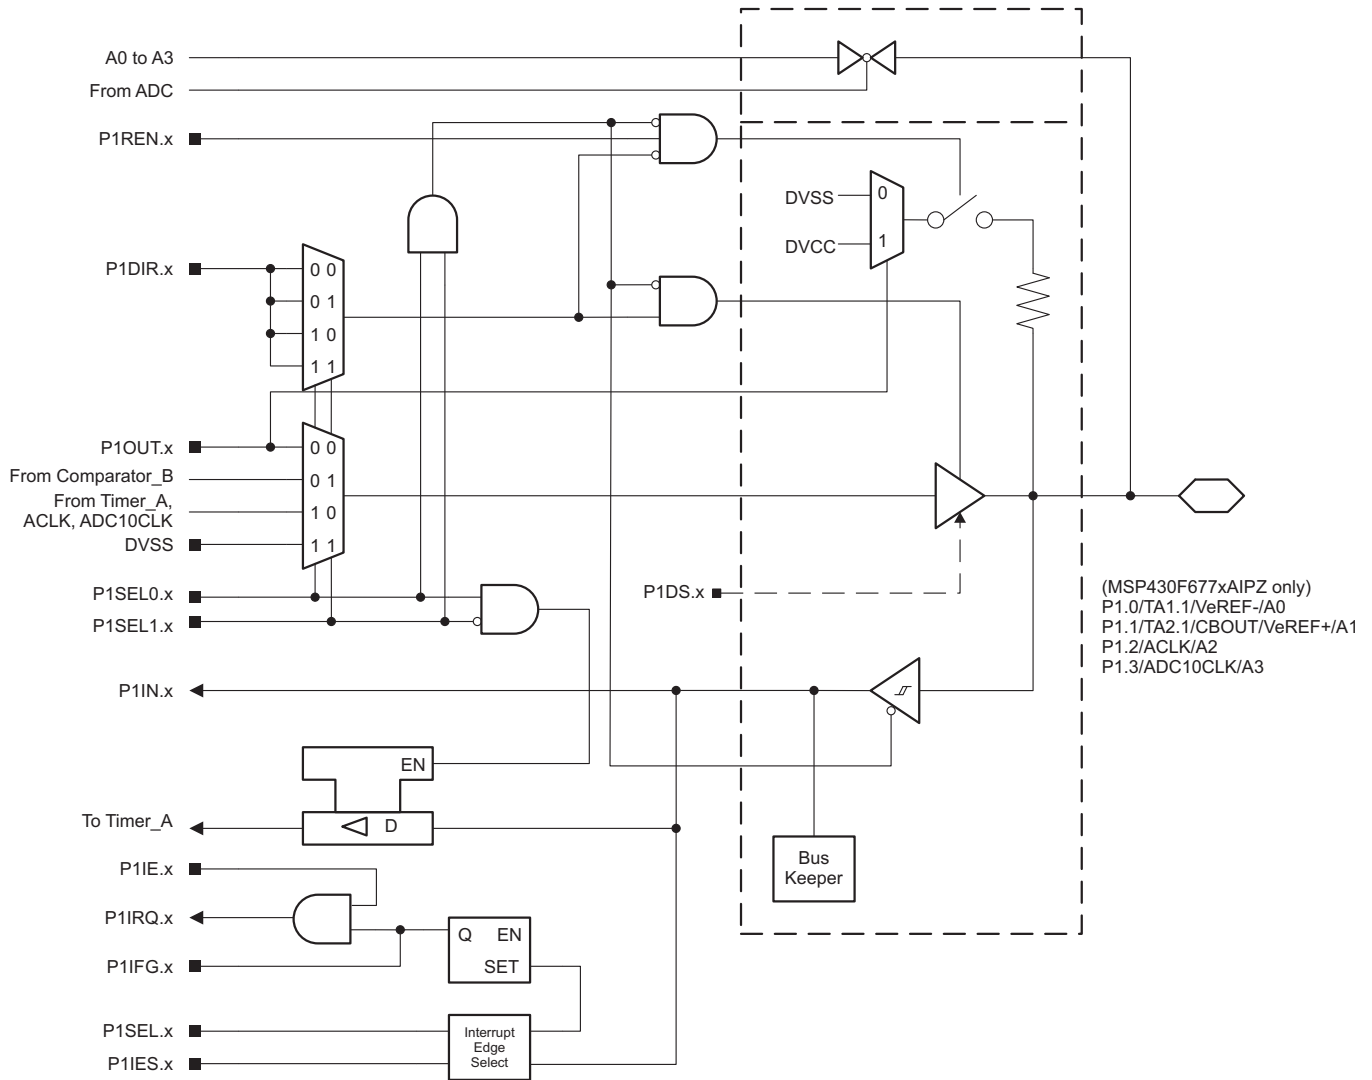 A0 to A3
From ADC
P1REN.x
DVSS
0
DVCC
1
P1DIR.x
0 0
0 1
1 0
1 1
P1OUT.x
0 0
From Comparator_B
0 1
From Timer_A,
ACLK, ADC10CLK
1 0
DVSS
1 1
P1SEL0.x
P1SEL1.x
P1DS.x
(MSP430F677xAIPZ only)
P1.0/TA1.1/VeREF-/A0
P1.1/TA2.1/CBOUT/VeREF+/A1
P1.2/ACLK/A2
P1.3/ADC10CLK/A3
P1IN.x
EN
To Timer_A
D
Bus
Keeper
P1IE.x
P1IRQ.x
Q EN
SET
P1IFG.x
P1SEL.x
P1IES.x
Interrupt
Edge
Select